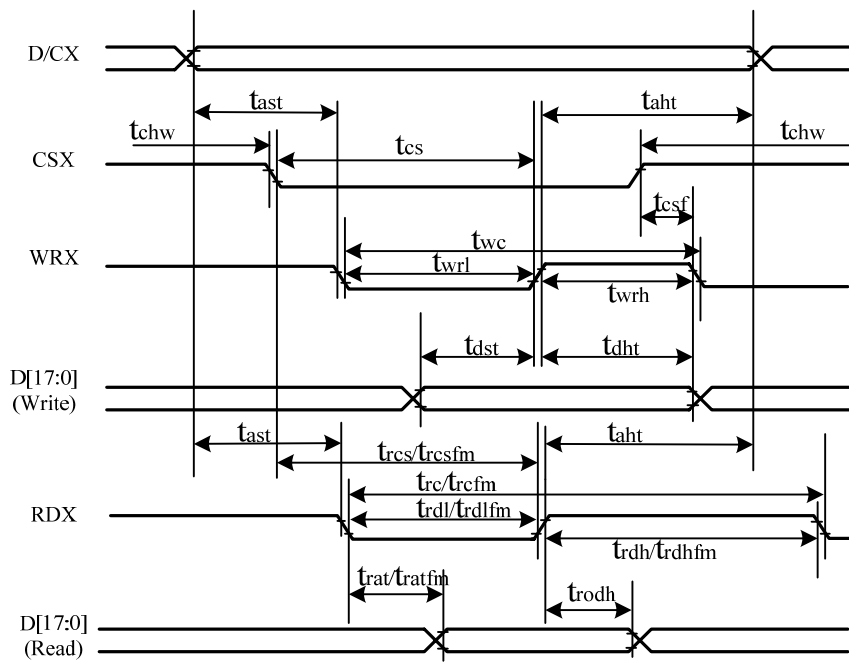 D/CX
tast
taht
tchw
tchw
tcs
CSX
tcsf
twc
WRX
twrl
twrh
tdst
tdht
D[17:0]
(Write)
tast
taht
trcs/trcsfm
trc/trcfm
RDX
trdl/trdlfm
trdh/trdhfm
trat/tratfm
trodh
D[17:0]
(Read)